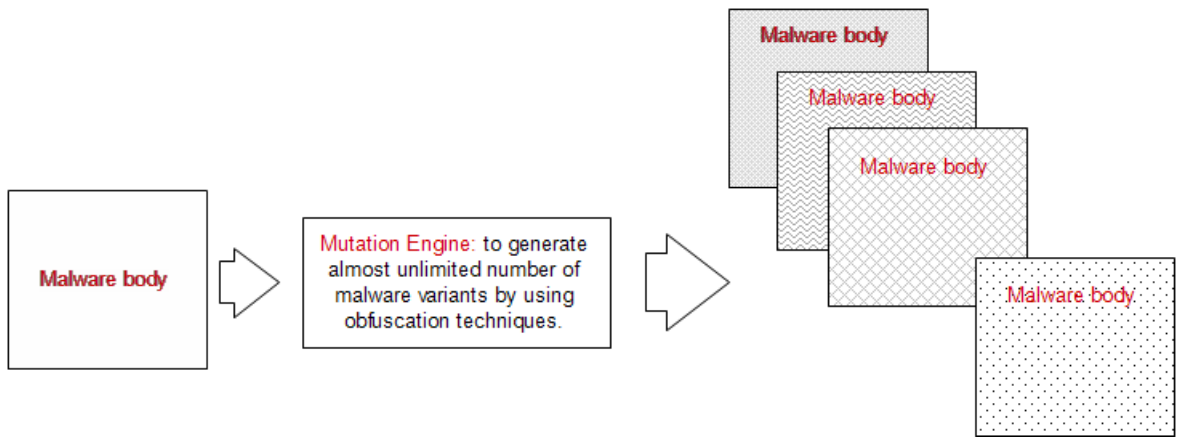 Malware body
Mutation Engine: to generate
almost unlimited number of
malware variants by using
obfuscation techniques.
Malware body
Malware body
Malware body
Malware body